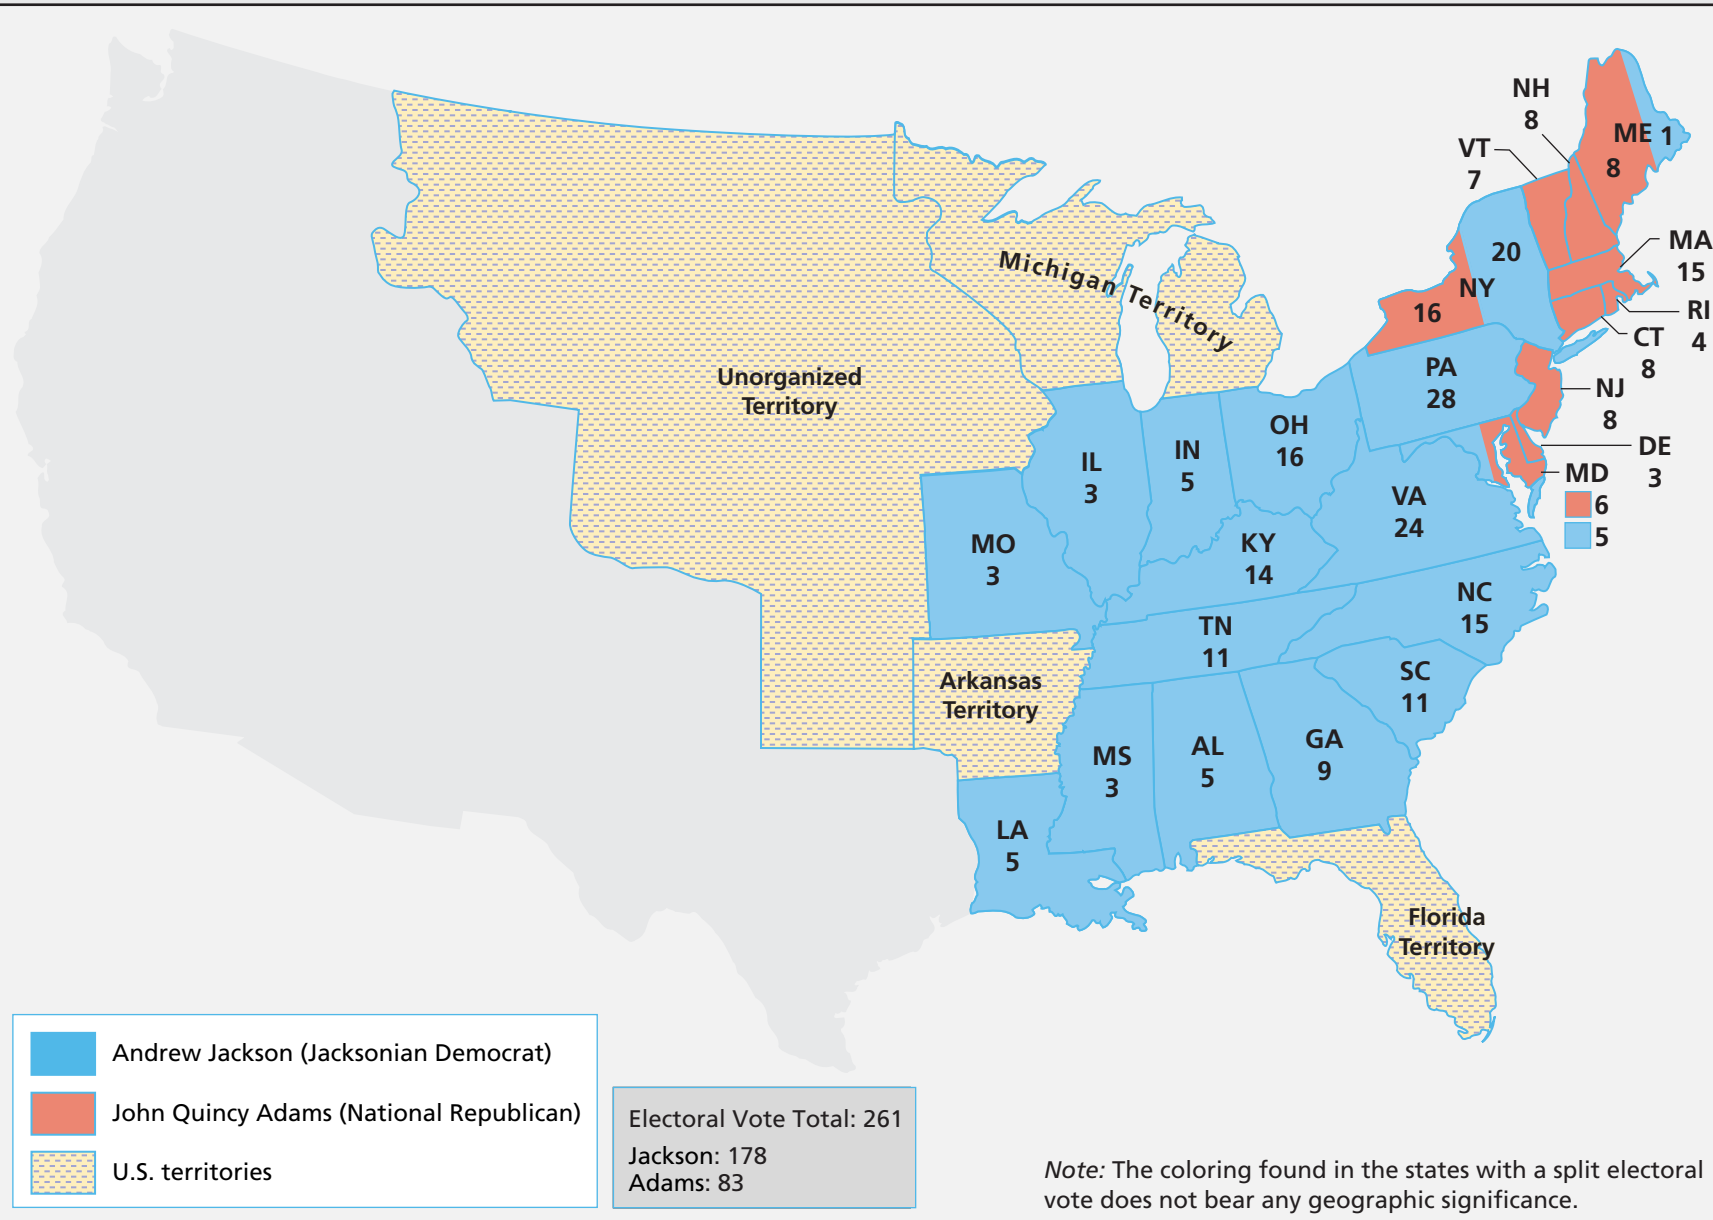 NH
8
ME 1
8
VT
7
MA
15
20
NY
16
RI
4
CT
8
Michigan Territory
PA
28
NJ
8
Unorganized
Territory
OH
16
IN
5
IL
3
DE
3
MD
6
5
VA
24
MO
3
KY
14
NC
15
TN
11
SC
11
Arkansas
Territory
GA
9
AL
5
MS
3
LA
5
Florida
Territory
Andrew Jackson (Jacksonian Democrat)
John Quincy Adams (National Republican)
U.S. territories
Electoral Vote Total: 261
Jackson: 178
Adams: 83
Note: The coloring found in the states with a split electoral
vote does not bear any geographic significance.